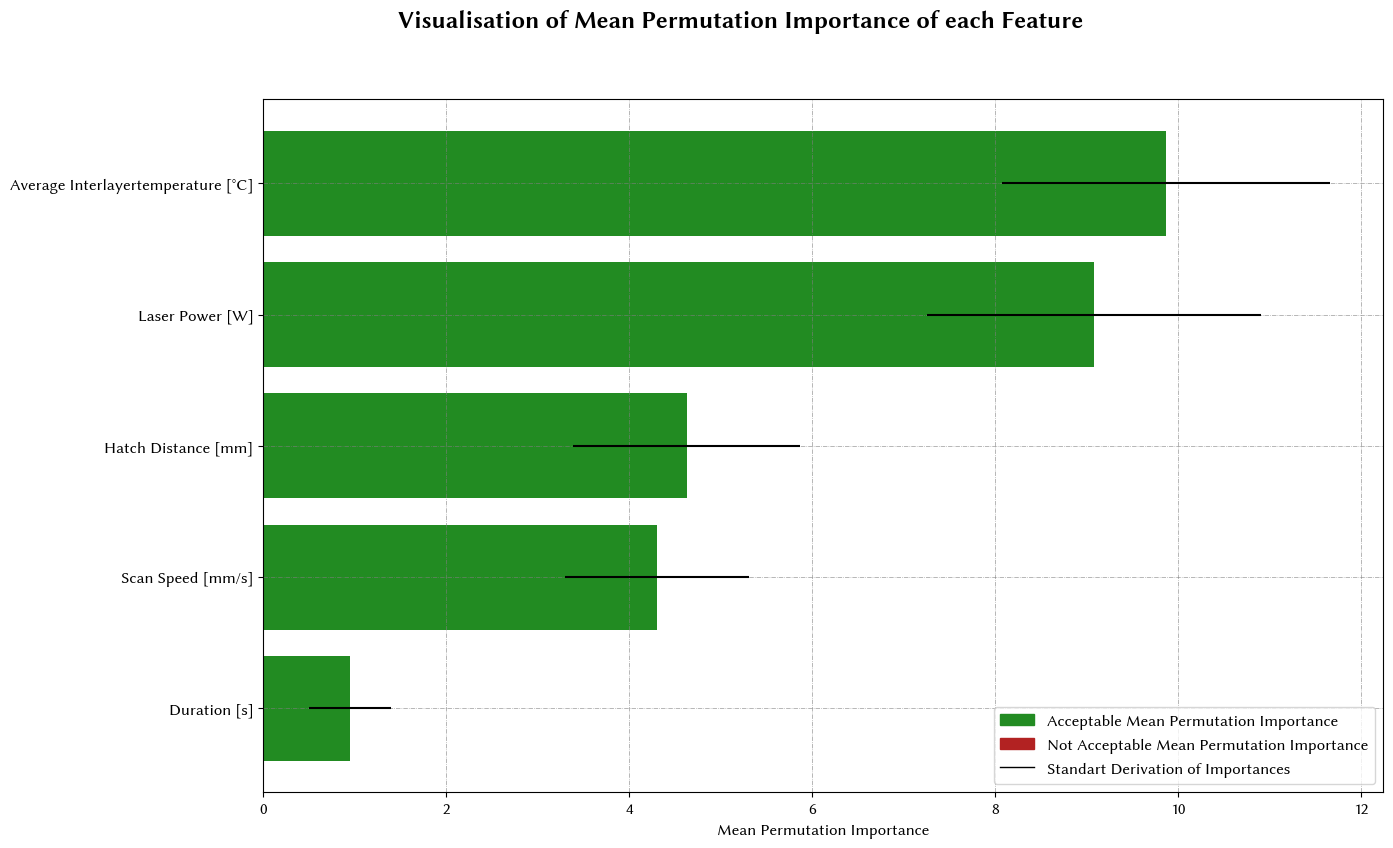 Visualisation of Mean Permutation Importance of each Feature
Average Interlayertemperature [°C]
Laser Power [W]
Hatch Distance [mm]
Scan Speed [mm/s]
Duration [s]
Acceptable Mean Permutation Importance
Not Acceptable Mean Permutation Importance
Standart Derivation of Importances
0 2 4 6 8 10 12
Mean Permutation Importance